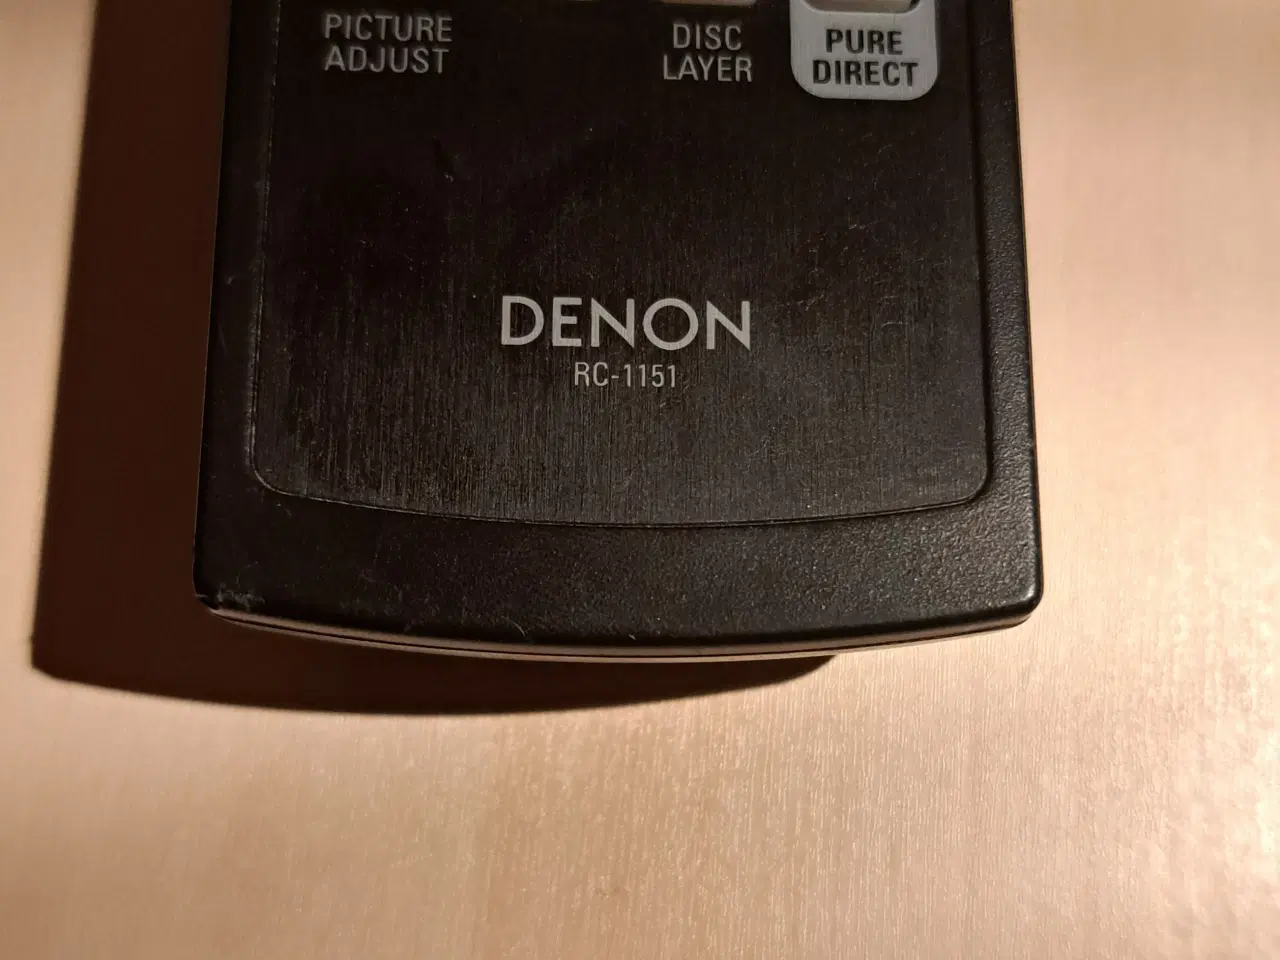 PICTURE
ADJUST
DISC
LAYER
PURE
DIRECT
DENON
RC-1151